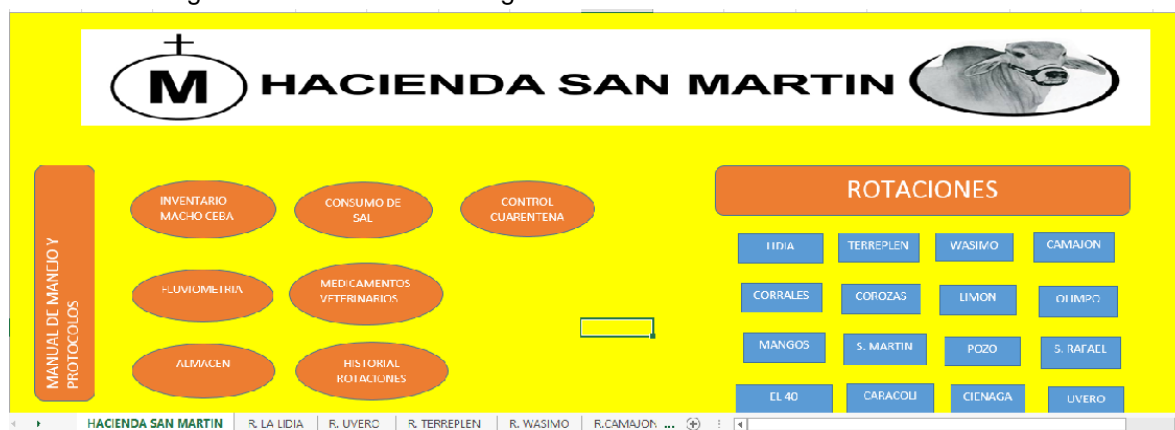 M HACIENDA SAN MARTIN
MANUAL DE MANEJO Y
PROTOCOLOS
INVENTARIO
MACHO CEBA
CONSUMO DE
SAL
CONTROL
CUARENTENA
FLUVIOMETRIA
MEDICAMENTOS
VETERINARIOS
ALMACEN
HISTORIAL
ROTACIONES
ROTACIONES
LIDIA TERREPLEN WASIMO CAMAJON
CORRALES COROZAS LIMON OLIMPO
MANGOS S. MARTIN POZO S. RAFAEL
EL 40 CARACOLI CIENAGA UVERO
HACIENDA SAN MARTIN R. LA LIDIA R. UVERO R. TERREPLEN R. WASIMO R.CAMAJON ...